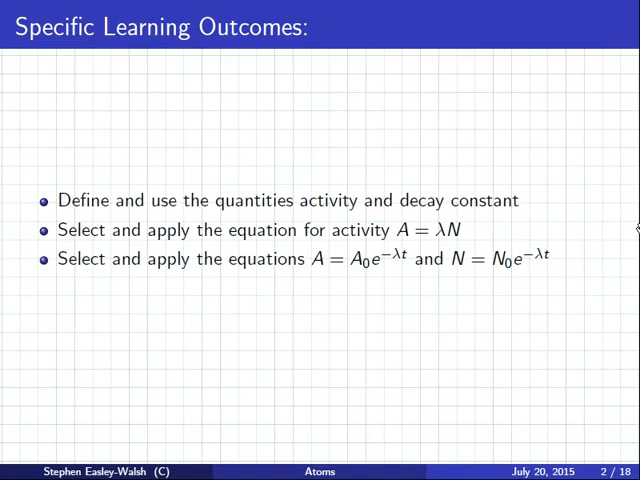 Specific Learning Outcomes:
Define and use the quantities activity and decay constant
Select and apply the equation for activity A = λN
Select and apply the equations A = A₀e^{−λt} and N = N₀e^{−λt}
Stephen Easley-Walsh (C) Atoms July 20, 2015 2 / 18